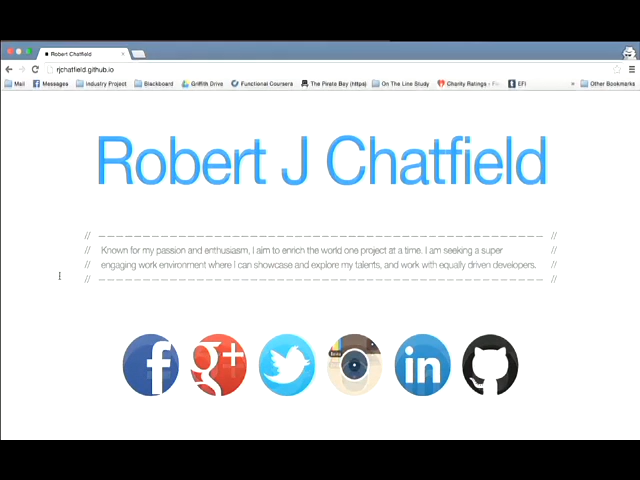 Robert Chatfield
rjchatfield.github.io
Mail Messages Industry Project Blackboard Griffith Drive Functional Coursera The Pirate Bay (https) On The Line Study Charity Ratings - Fre EFI » Other Bookmarks
Robert J Chatfield
// — — — — — — — — — — — — — — — — — — — — — — — — — — — — — — — — — — — — — — — — — — — — — — — — //
// Known for my passion and enthusiasm, I aim to enrich the world one project at a time. I am seeking a super //
// engaging work environment where I can showcase and explore my talents, and work with equally driven developers. //
// — — — — — — — — — — — — — — — — — — — — — — — — — — — — — — — — — — — — — — — — — — — — — — — — //
f g+ in